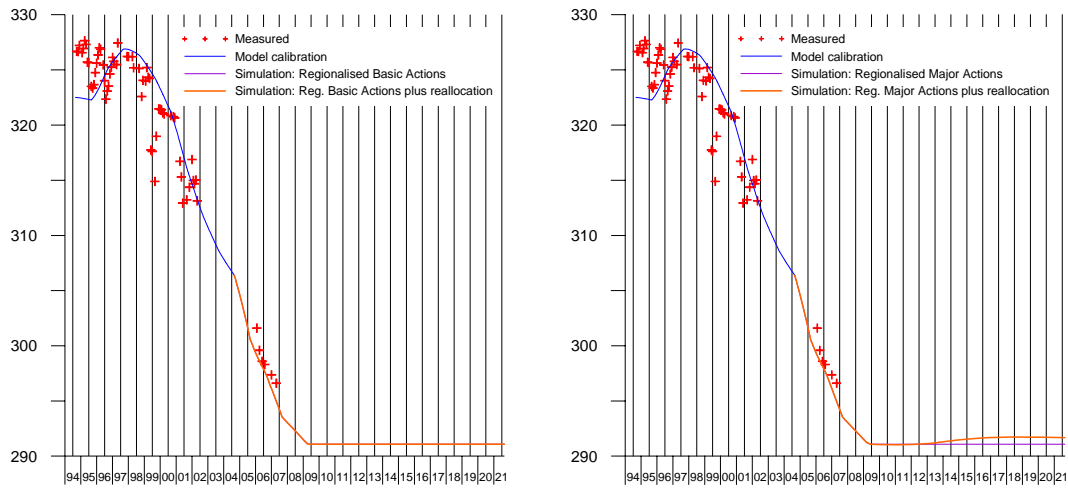 330
320
310
300
290
Measured
Model calibration
Simulation: Regionalised Basic Actions
Simulation: Reg. Basic Actions plus reallocation
94 95 96 97 98 99 00 01 02 04 04 05 06 07 09 09 10 11 12 13 14 15 16 17 18 19 20 21
330
320
310
300
290
Measured
Model calibration
Simulation: Regionalised Major Actions
Simulation: Reg. Major Actions plus reallocation
94 95 96 97 98 99 00 01 02 04 04 05 06 07 09 09 10 11 12 13 14 15 16 17 18 19 20 21